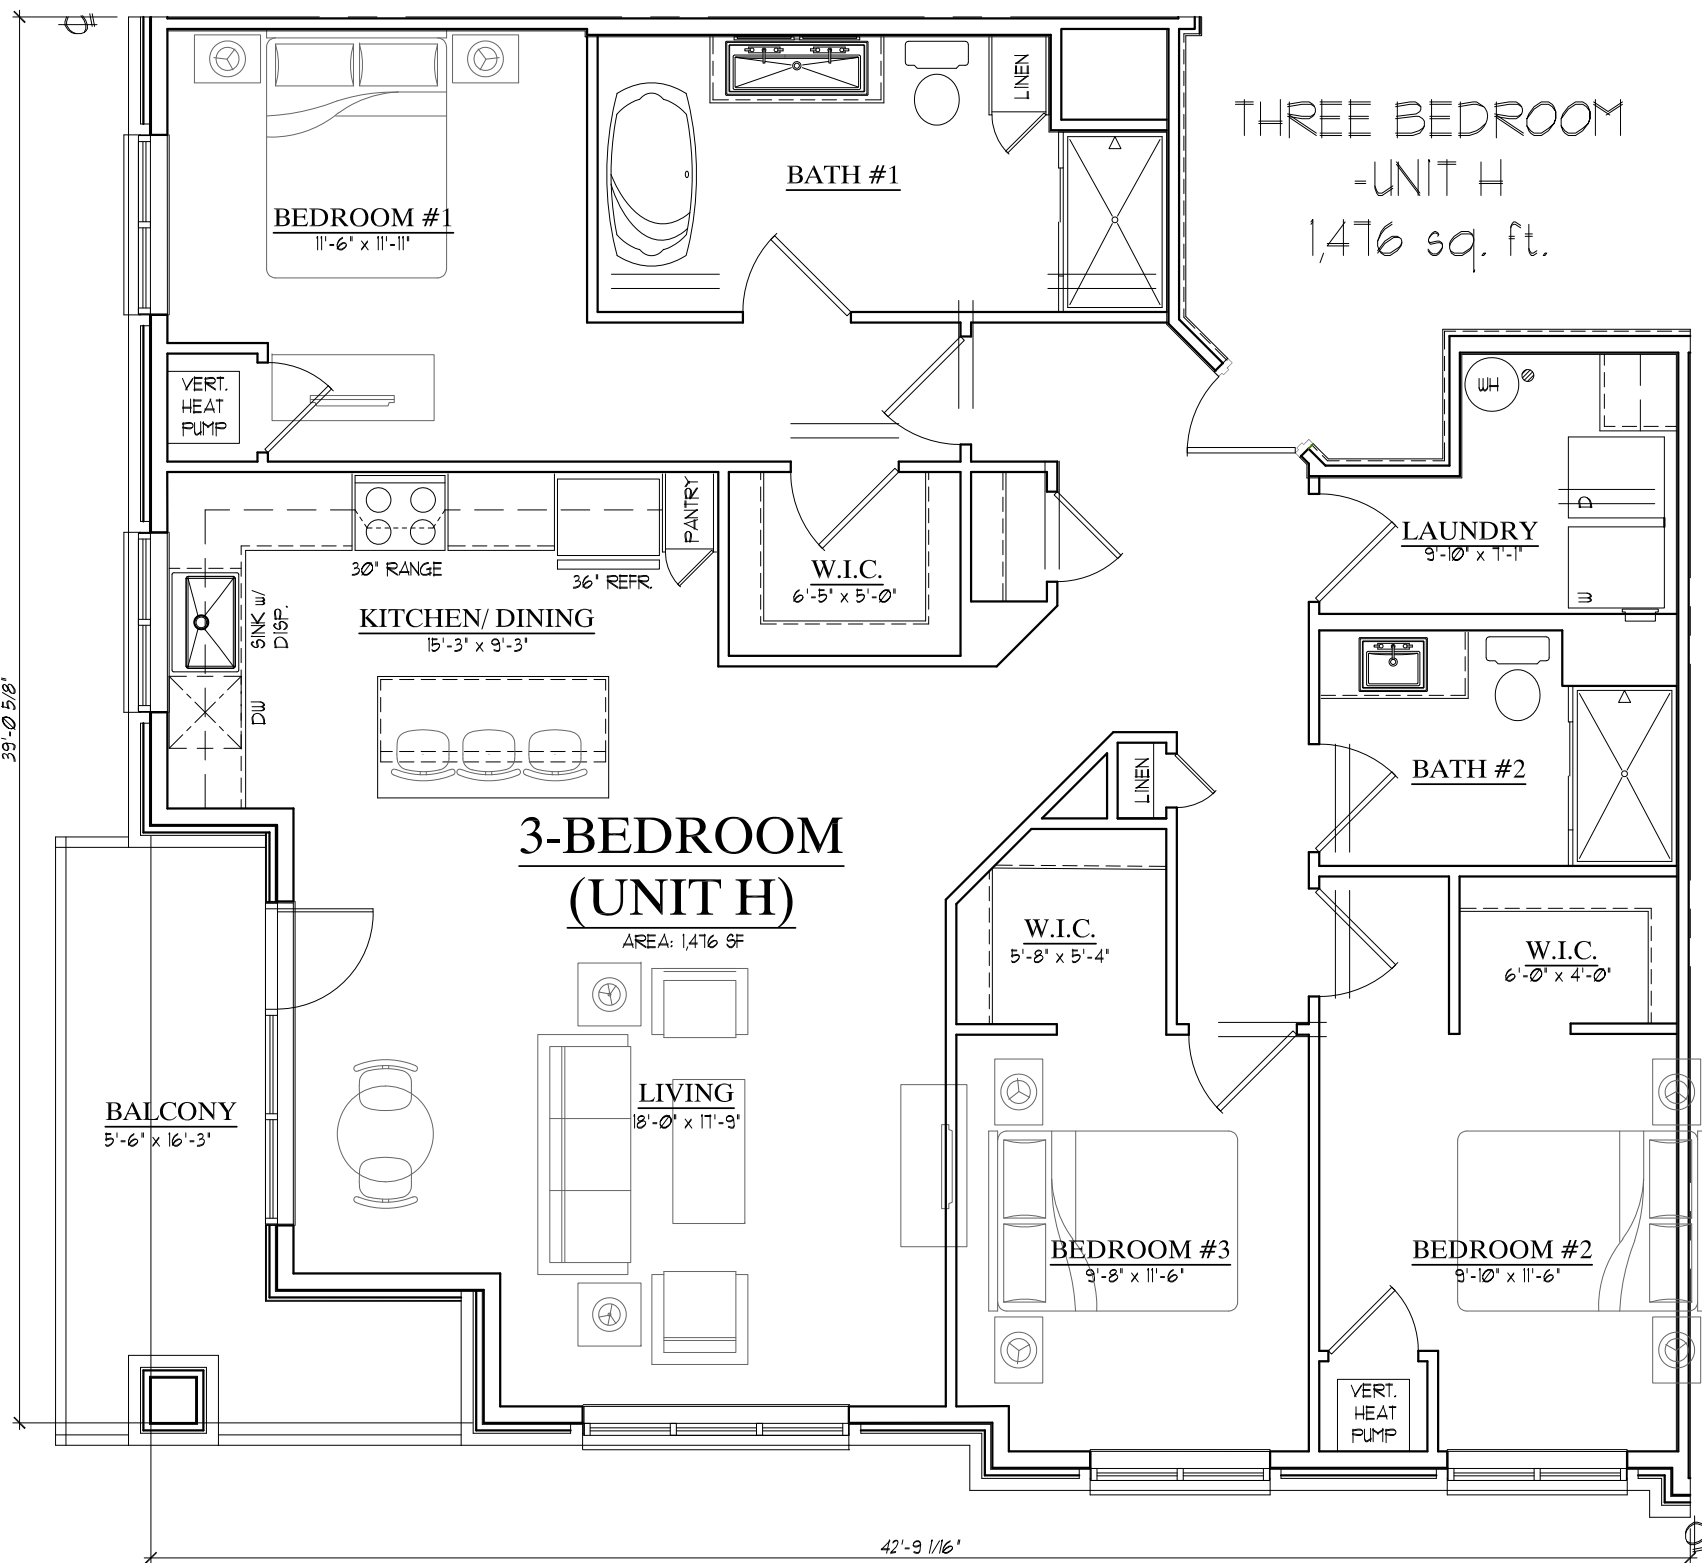 THREE BEDROOM
-UNIT H
1,476 sq. ft.
LINEN
BATH #1
BEDROOM #1
11'-6" x 11'-11"
VERT.
HEAT
PUMP
WH
PANTRY
30" RANGE
36" REFR.
W.I.C.
6'-5" x 5'-0"
D
LAUNDRY
9'-10" x 7'-1"
W
SINK w/
DISP.
KITCHEN/ DINING
15'-3" x 9'-3"
DW
39'-0 5/8"
LINEN
BATH #2
3-BEDROOM
(UNIT H)
AREA: 1,476 SF
W.I.C.
5'-8" x 5'-4"
W.I.C.
6'-0" x 4'-0"
BALCONY
5'-6" x 16'-3"
LIVING
18'-0" x 17'-9"
BEDROOM #3
9'-8" x 11'-6"
BEDROOM #2
9'-10" x 11'-6"
VERT.
HEAT
PUMP
42'-9 1/16"